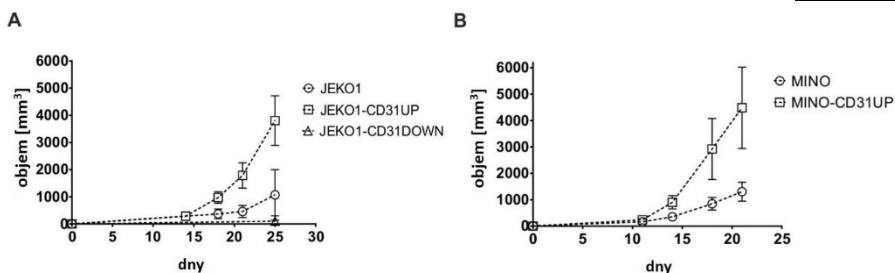 A
objem [mm³]
6000
5000
4000
3000
2000
1000
0
0 5 10 15 20 25 30
dny
JEKO1
JEKO1-CD31UP
JEKO1-CD31DOWN
B
objem [mm³]
6000
5000
4000
3000
2000
1000
0
0 5 10 15 20 25
dny
MINO
MINO-CD31UP